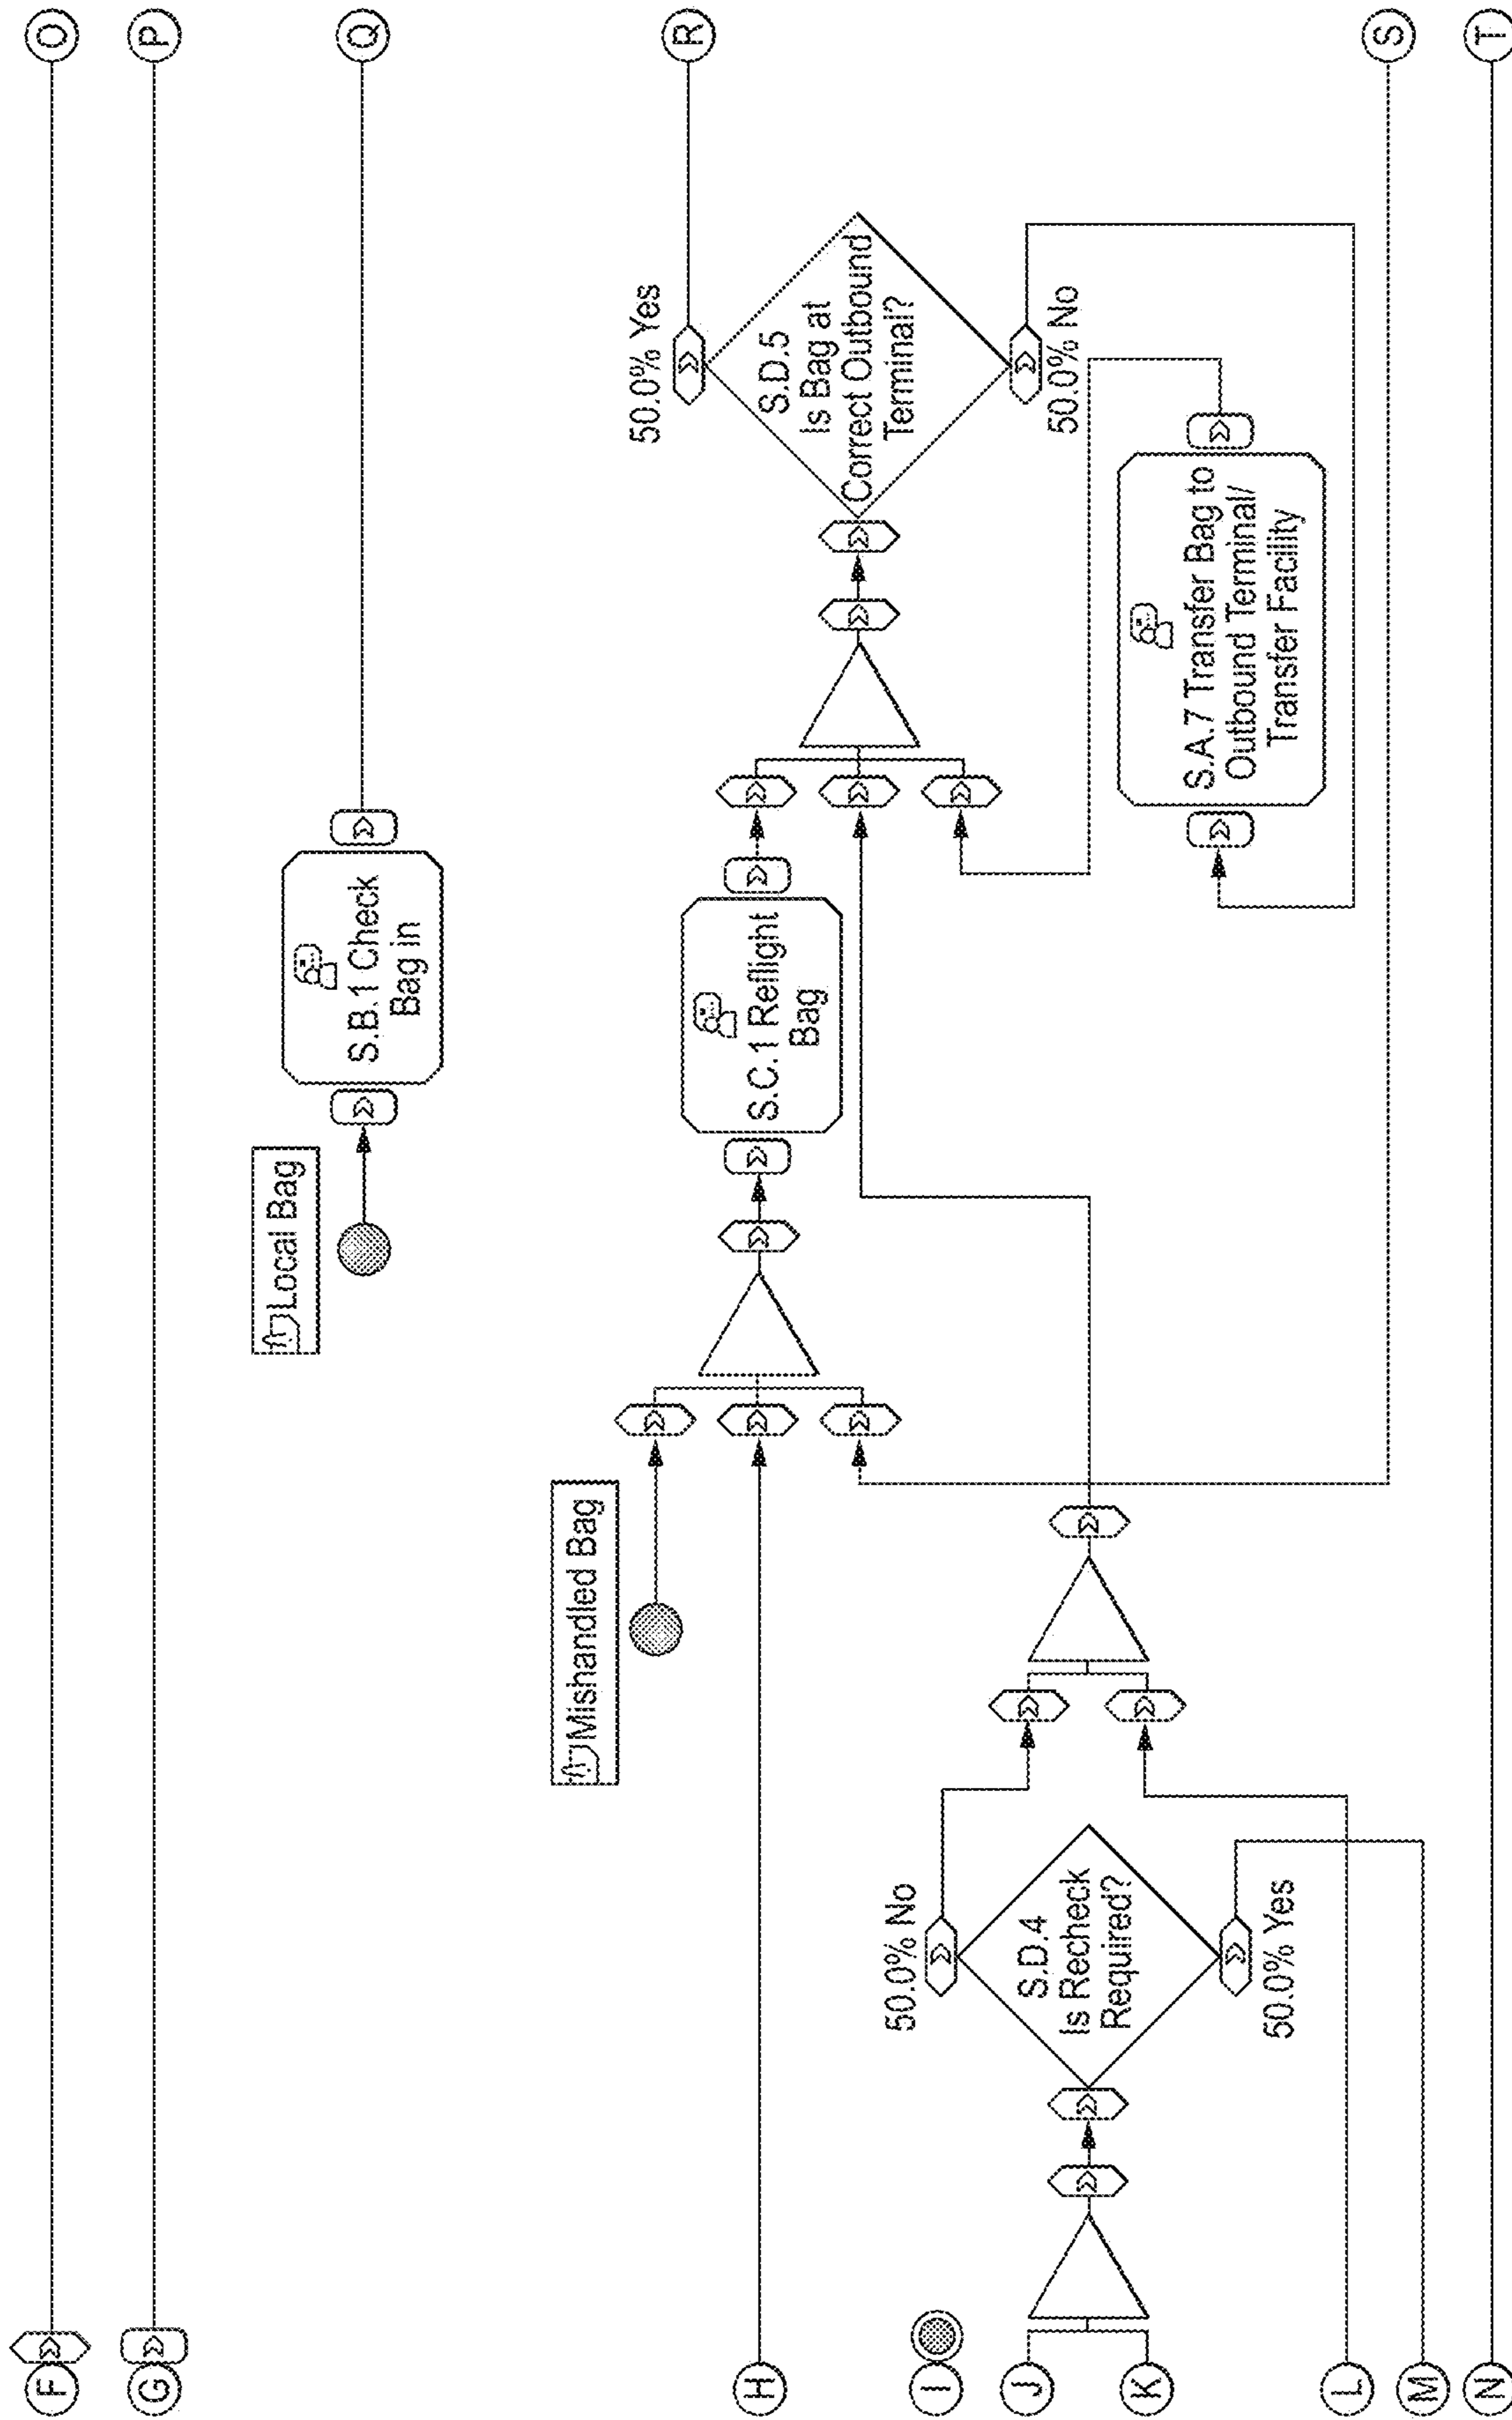 F
O
G
P
Local Bag
S.B.1 Check
Bag in
Q
Mishandled Bag
H
S.C.1 Reflight
Bag
50.0% Yes
R
S.D.5
Is Bag at
Correct Outbound
Terminal?
50.0% No
I
J
K
50.0% No
S.D.4
Is Recheck
Required?
50.0% Yes
S.A.7 Transfer Bag to
Outbound Terminal/
Transfer Facility
L
S
M
N
T